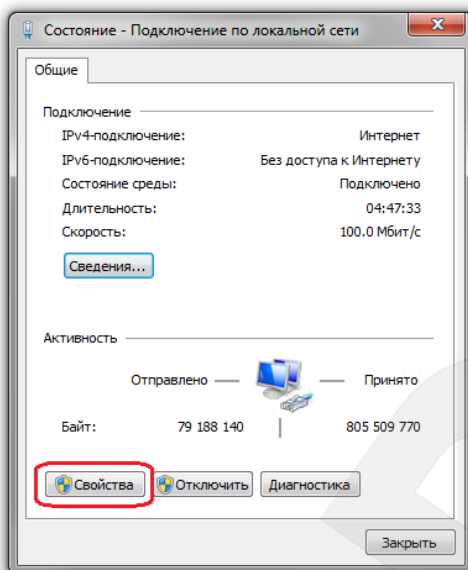 Состояние - Подключение по локальной сети
Общие
Подключение
IPv4-подключение: Интернет
IPv6-подключение: Без доступа к Интернету
Состояние среды: Подключено
Длительность: 04:47:33
Скорость: 100.0 Мбит/с
Сведения...
Активность
Отправлено — — Принято
Байт: 79 188 140 | 805 509 770
Свойства Отключить Диагностика
Закрыть